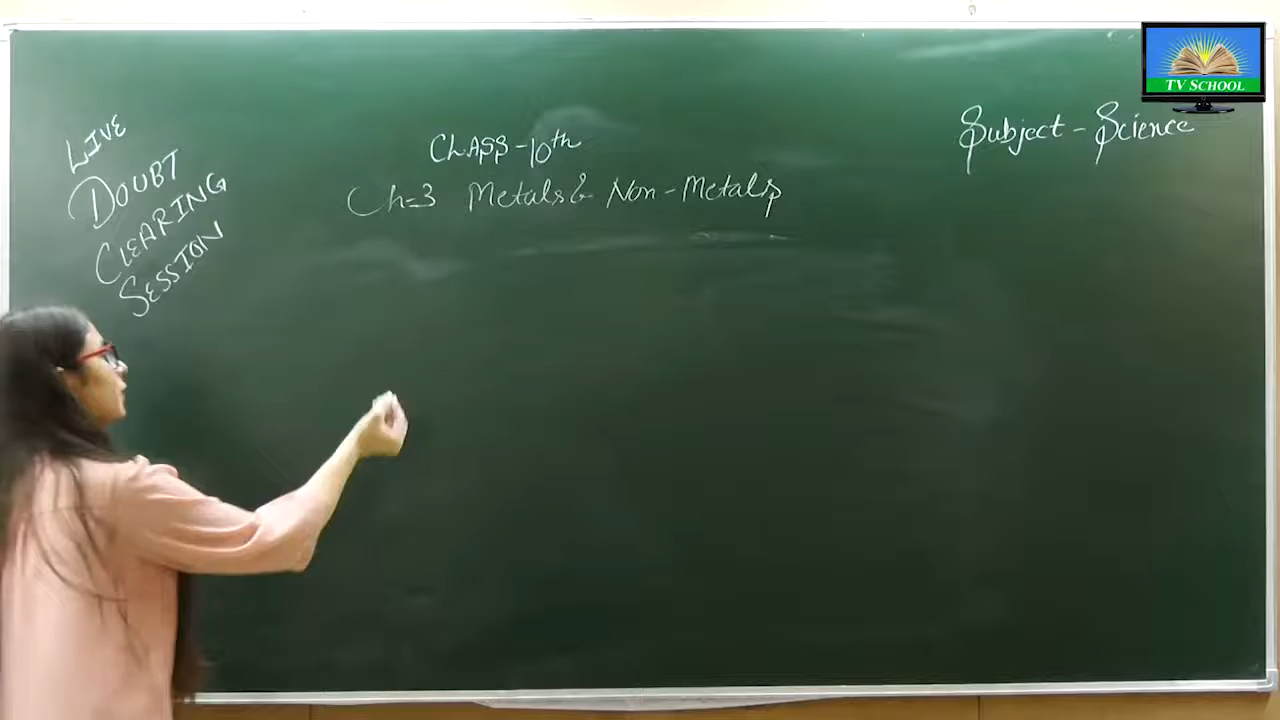 LIVE
DOUBT
CLEARING
SESSION
CLASS-10th
Ch=3 Metals & Non-Metals
Subject - Science
TV SCHOOL